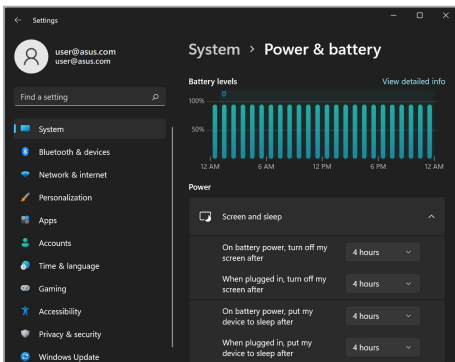 Settings
user@asus.com
user@asus.com
Find a setting
System
Bluetooth & devices
Network & internet
Personalization
Apps
Accounts
Time & language
Gaming
Accessibility
Privacy & security
Windows Update
System > Power & battery
Battery levels
View detailed info
100%
50%
12 AM 6 AM 12 PM 6 PM 12 AM
Power
Screen and sleep
On battery power, turn off my
screen after
4 hours
When plugged in, turn off my
screen after
4 hours
On battery power, put my
device to sleep after
4 hours
When plugged in, put my
device to sleep after
4 hours